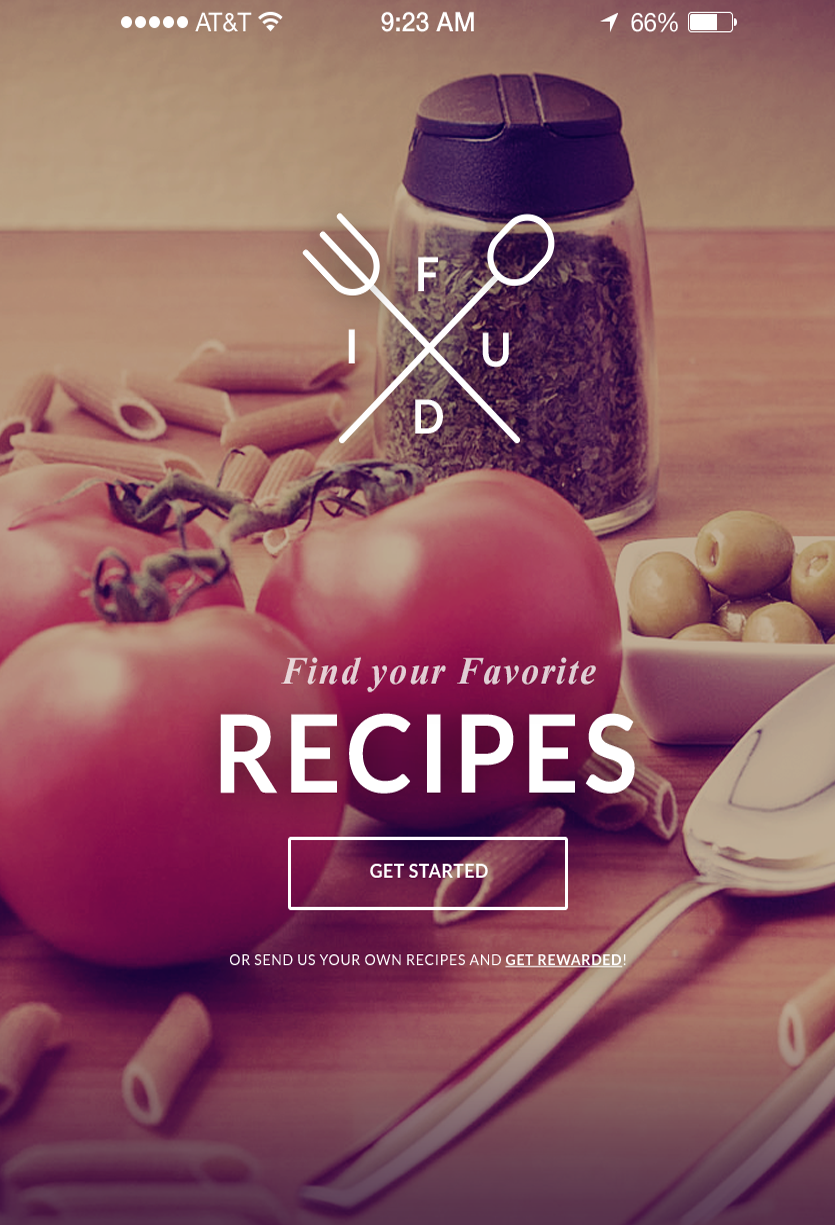 AT&T 9:23 AM 66%
F
I U
D
Find your Favorite
RECIPES
GET STARTED
OR SEND US YOUR OWN RECIPES AND GET REWARDED!